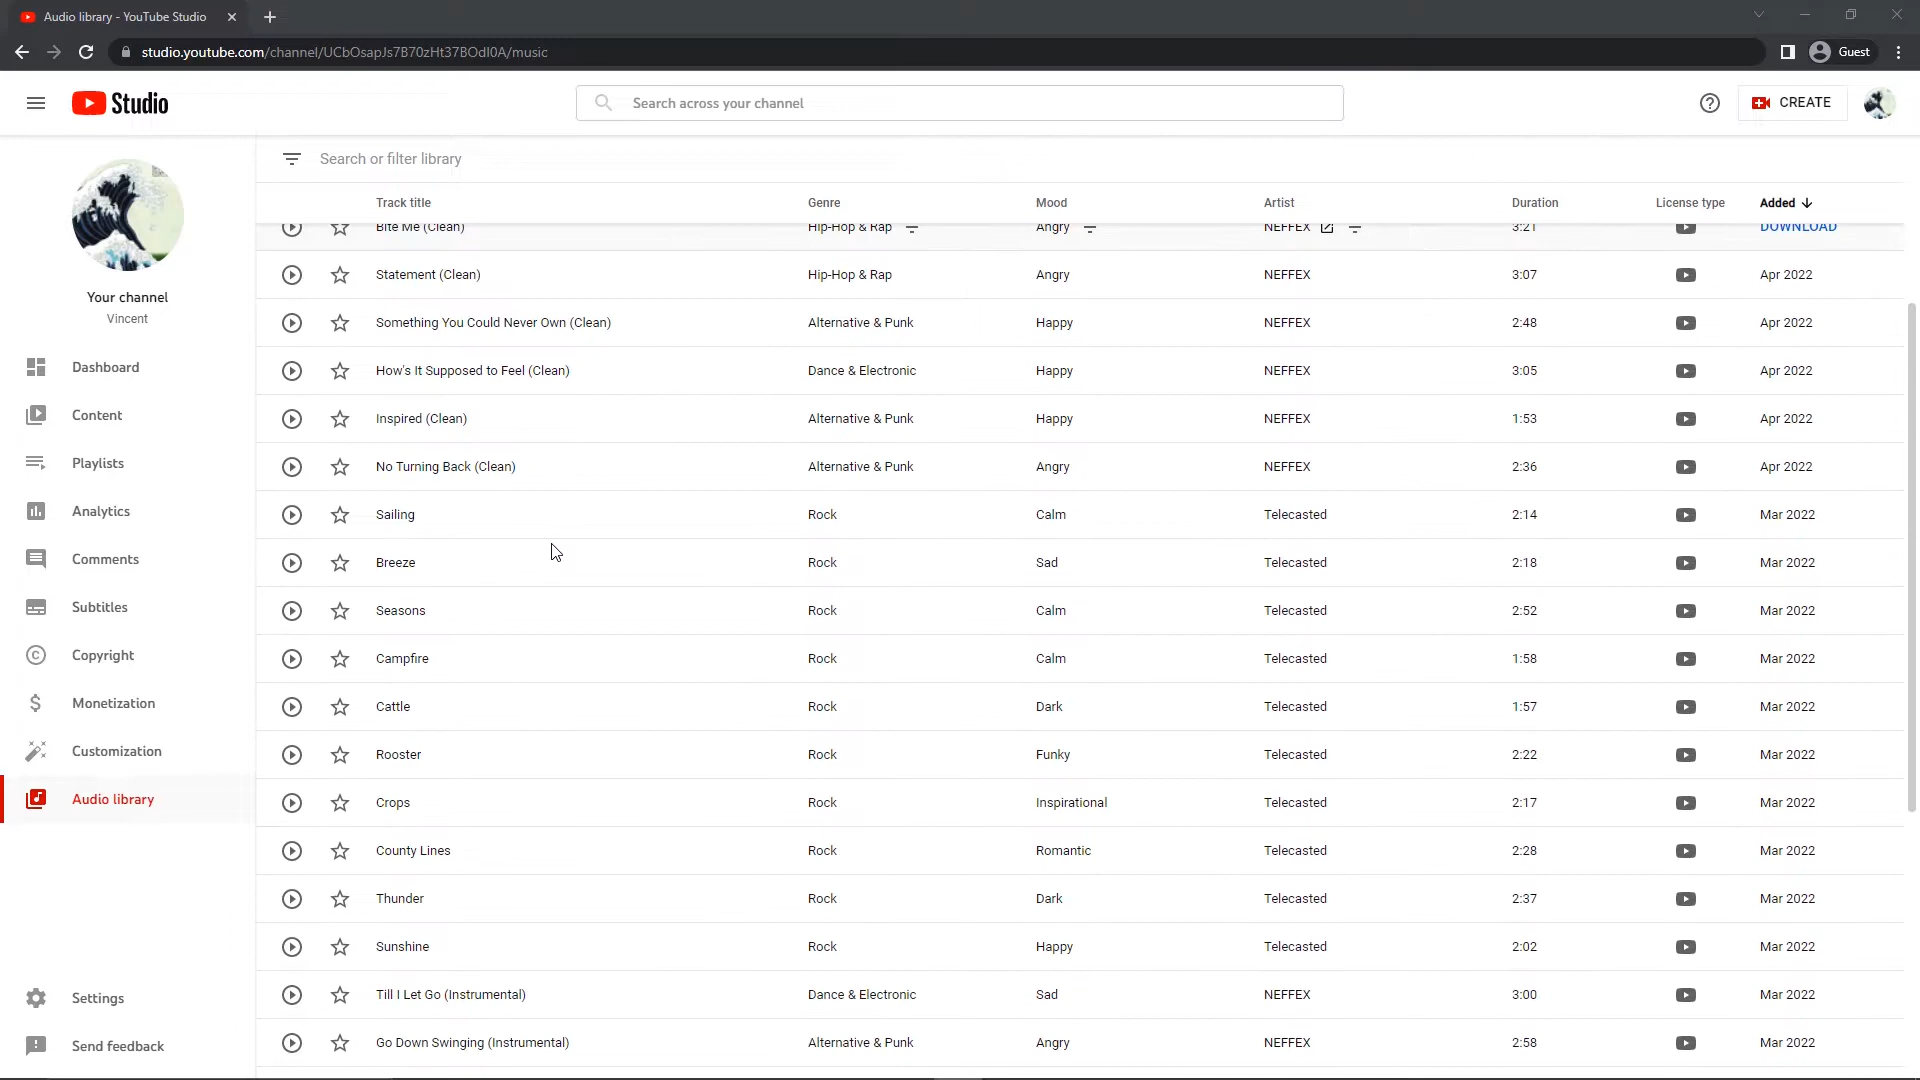 Audio library - YouTube Studio
studio.youtube.com/channel/UCbOsapJs7B70zHt37BOdI0A/music
Guest
Studio
Search across your channel
CREATE
Your channel
Vincent
Dashboard
Content
Playlists
Analytics
Comments
Subtitles
Copyright
Monetization
Customization
Audio library
Settings
Send feedback
Search or filter library
Track title Genre Mood Artist Duration License type Added
Bite Me (Clean) Hip-Hop & Rap Angry NEFFEX 3:21 DOWNLOAD
Statement (Clean) Hip-Hop & Rap Angry NEFFEX 3:07 Apr 2022
Something You Could Never Own (Clean) Alternative & Punk Happy NEFFEX 2:48 Apr 2022
How's It Supposed to Feel (Clean) Dance & Electronic Happy NEFFEX 3:05 Apr 2022
Inspired (Clean) Alternative & Punk Happy NEFFEX 1:53 Apr 2022
No Turning Back (Clean) Alternative & Punk Angry NEFFEX 2:36 Apr 2022
Sailing Rock Calm Telecasted 2:14 Mar 2022
Breeze Rock Sad Telecasted 2:18 Mar 2022
Seasons Rock Calm Telecasted 2:52 Mar 2022
Campfire Rock Calm Telecasted 1:58 Mar 2022
Cattle Rock Dark Telecasted 1:57 Mar 2022
Rooster Rock Funky Telecasted 2:22 Mar 2022
Crops Rock Inspirational Telecasted 2:17 Mar 2022
County Lines Rock Romantic Telecasted 2:28 Mar 2022
Thunder Rock Dark Telecasted 2:37 Mar 2022
Sunshine Rock Happy Telecasted 2:02 Mar 2022
Till I Let Go (Instrumental) Dance & Electronic Sad NEFFEX 3:00 Mar 2022
Go Down Swinging (Instrumental) Alternative & Punk Angry NEFFEX 2:58 Mar 2022